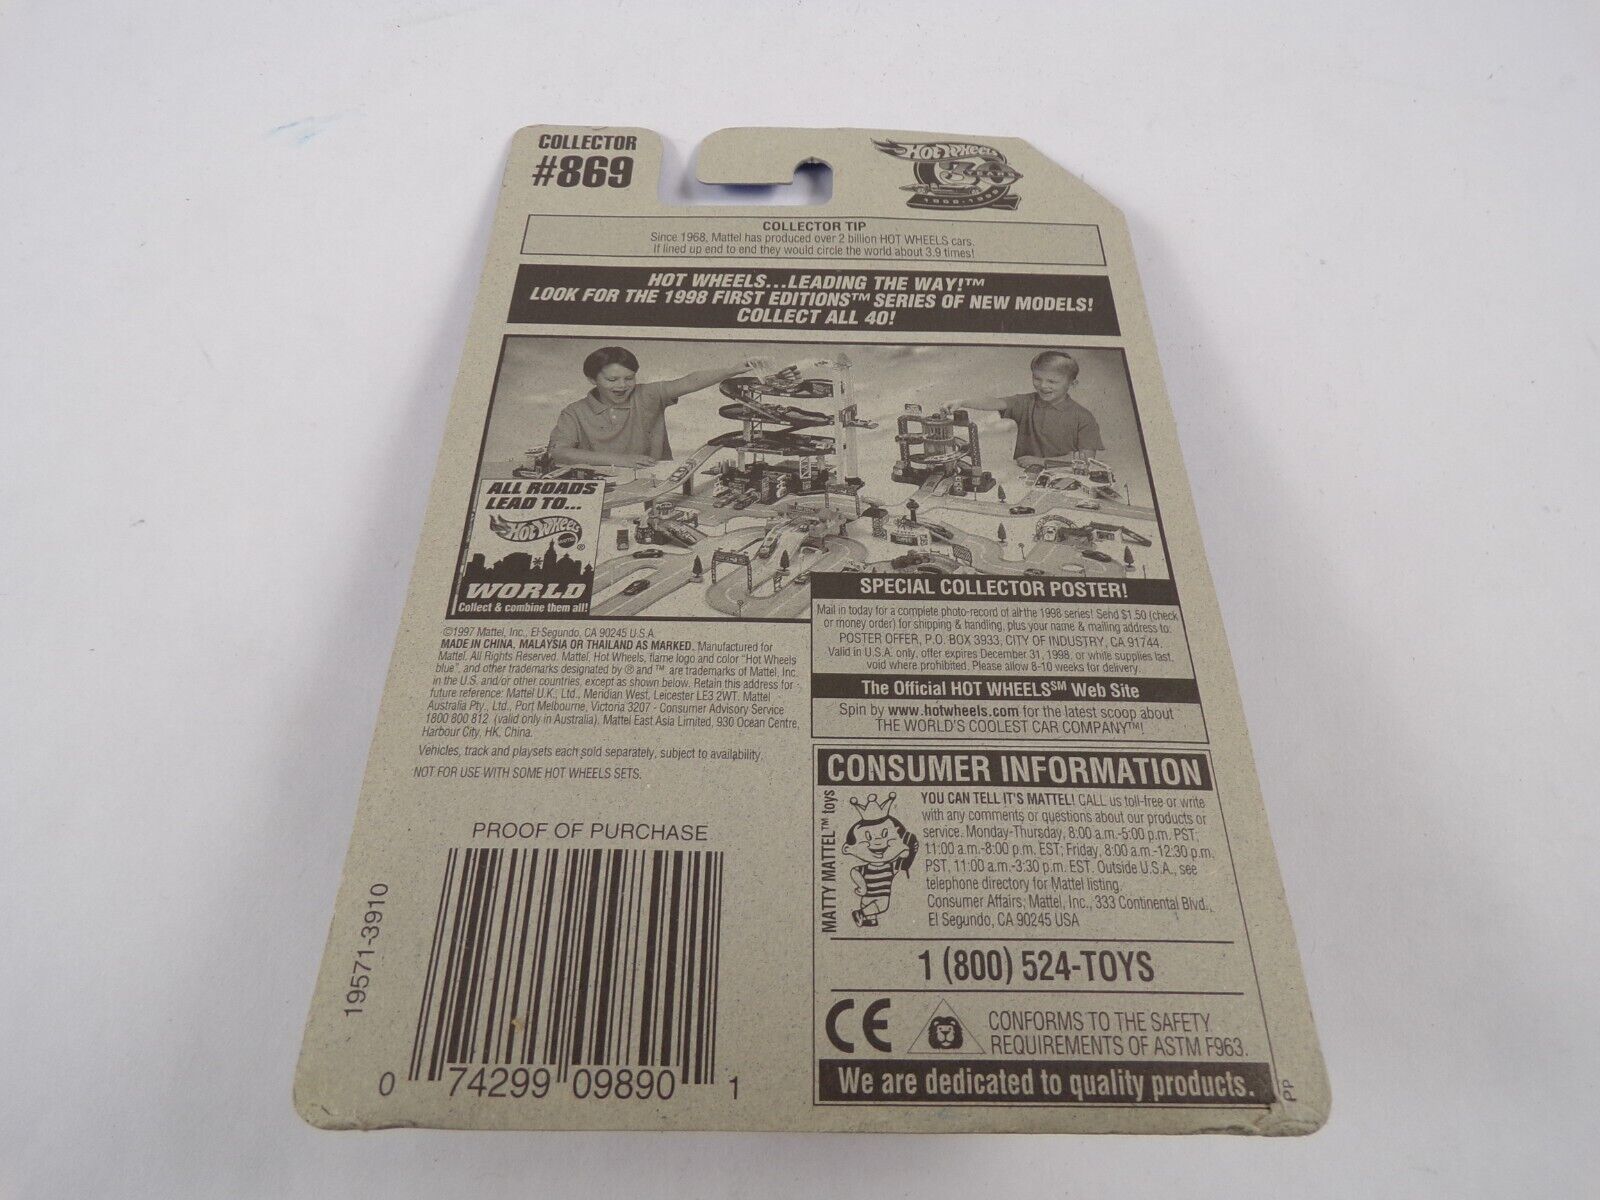 COLLECTOR
#869
HOT WHEELS
30
YEARS
1968-1998
COLLECTOR TIP
Since 1968, Mattel has produced over 2 billion HOT WHEELS cars.
If lined up end to end they would circle the world about 3.9 times!
HOT WHEELS...LEADING THE WAY!™
LOOK FOR THE 1998 FIRST EDITIONS™ SERIES OF NEW MODELS!
COLLECT ALL 40!
ALL ROADS
LEAD TO...
HOT WHEELS
MATTEL
®
WORLD
Collect & combine them all!
SPECIAL COLLECTOR POSTER!
Mail in today for a complete photo-record of all the 1998 series! Send $1.50 (check
or money order) for shipping & handling, plus your name & mailing address to:
POSTER OFFER, P.O. BOX 3933, CITY OF INDUSTRY, CA 91744.
Valid in U.S.A. only, offer expires December 31, 1998, or while supplies last,
void where prohibited. Please allow 8-10 weeks for delivery.
The Official HOT WHEELS℠ Web Site
Spin by www.hotwheels.com for the latest scoop about
THE WORLD'S COOLEST CAR COMPANY™!
©1997 Mattel, Inc., El Segundo, CA 90245 U.S.A.
MADE IN CHINA, MALAYSIA OR THAILAND AS MARKED. Manufactured for
Mattel. All Rights Reserved. Mattel, Hot Wheels, flame logo and color "Hot Wheels
blue", and other trademarks designated by ® and ™ are trademarks of Mattel, Inc.
in the U.S. and/or other countries, except as shown below. Retain this address for
future reference: Mattel U.K., Ltd., Meridian West, Leicester LE3 2WT. Mattel
Australia Pty., Ltd., Port Melbourne, Victoria 3207 - Consumer Advisory Service
1800 800 812 (valid only in Australia). Mattel East Asia Limited, 930 Ocean Centre,
Harbour City, HK, China.
Vehicles, track and playsets each sold separately, subject to availability.
NOT FOR USE WITH SOME HOT WHEELS SETS.
CONSUMER INFORMATION
MATTY MATTEL™ toys
YOU CAN TELL IT'S MATTEL! CALL us toll-free or write
with any comments or questions about our products or
service. Monday-Thursday, 8:00 a.m.-5:00 p.m. PST,
11:00 a.m.-8:00 p.m. EST; Friday, 8:00 a.m.-12:30 p.m.
PST, 11:00 a.m.-3:30 p.m. EST. Outside U.S.A., see
telephone directory for Mattel listing.
Consumer Affairs, Mattel, Inc., 333 Continental Blvd.,
El Segundo, CA 90245 USA
1 (800) 524-TOYS
CE
CONFORMS TO THE SAFETY
REQUIREMENTS OF ASTM F963.
We are dedicated to quality products.
PP
PROOF OF PURCHASE
19571-3910
0 74299 09890 1